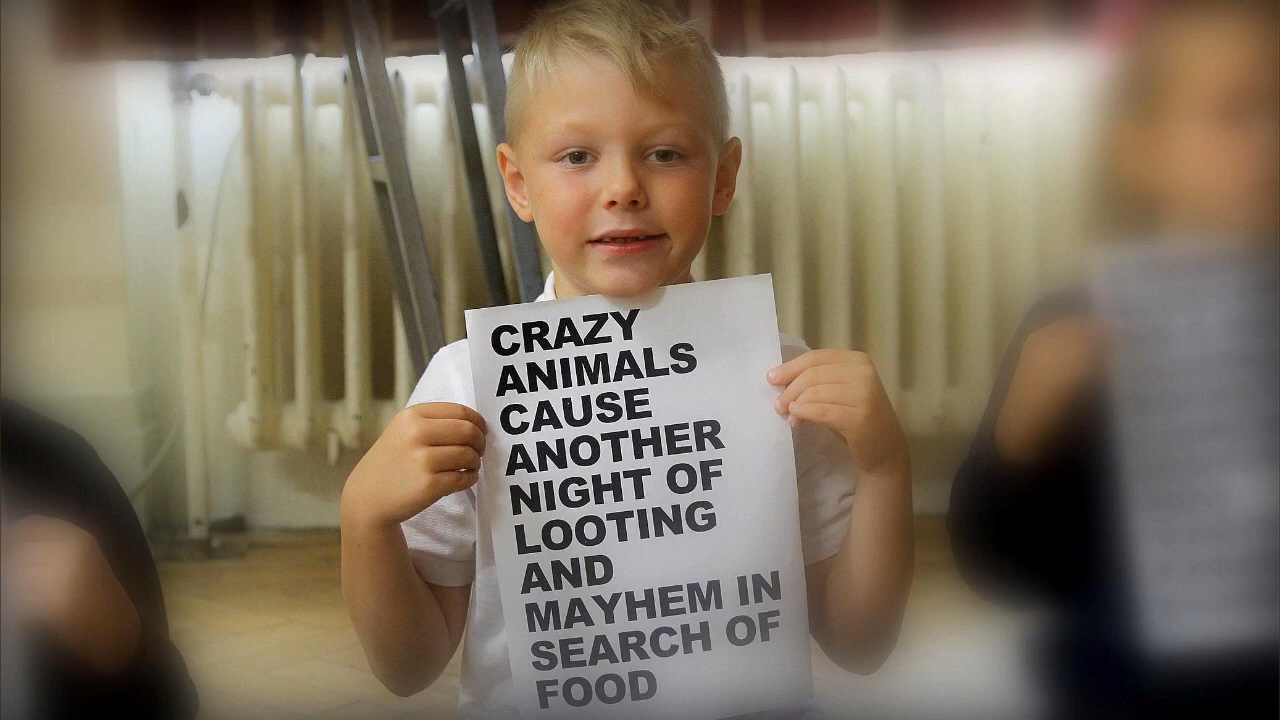 CRAZY
ANIMALS
CAUSE
ANOTHER
NIGHT OF
LOOTING
AND
MAYHEM IN
SEARCH OF
FOOD